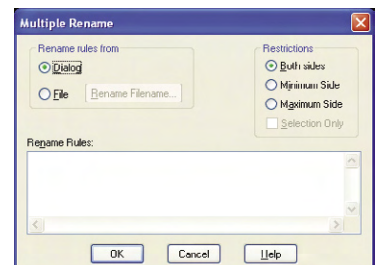 Multiple Rename
Rename rules from
Dialog
File
Rename Filename...
Restrictions
Both sides
Minimum Side
Maximum Side
Selection Only
Rename Rules:
OK
Cancel
Help